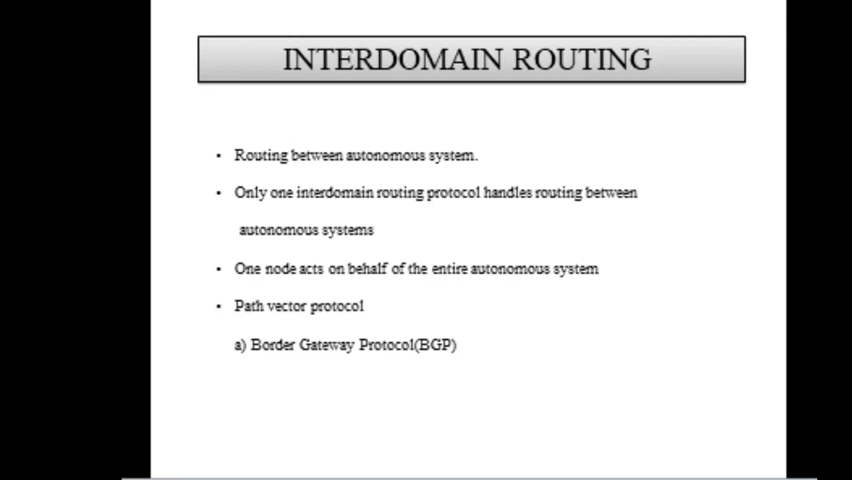 INTERDOMAIN ROUTING
• Routing between autonomous system.
• Only one interdomain routing protocol handles routing between
autonomous systems
• One node acts on behalf of the entire autonomous system
• Path vector protocol
a) Border Gateway Protocol(BGP)